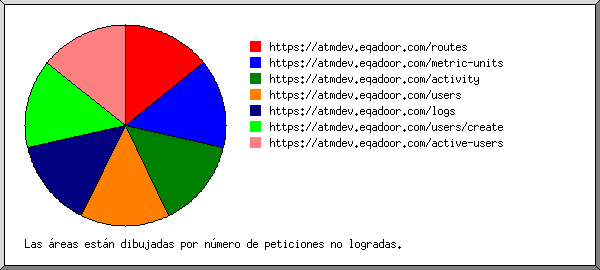 https://atmdev.eqadoor.com/routes
https://atmdev.eqadoor.com/metric-units
https://atmdev.eqadoor.com/activity
https://atmdev.eqadoor.com/users
https://atmdev.eqadoor.com/logs
https://atmdev.eqadoor.com/users/create
https://atmdev.eqadoor.com/active-users
Las áreas están dibujadas por número de peticiones no logradas.